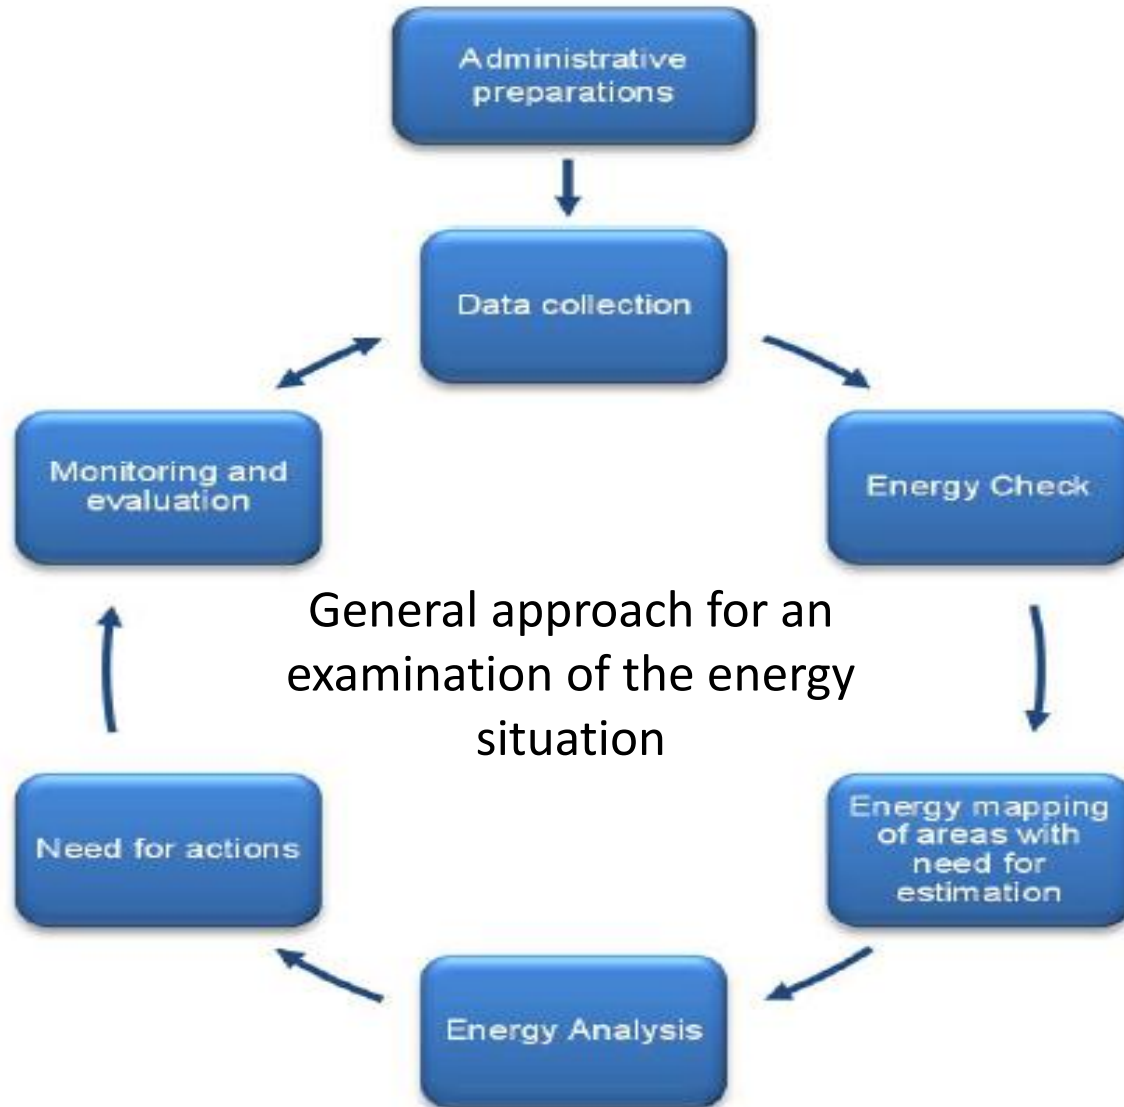 Administrative
preparations
Data collection
Energy Check
Energy mapping
of areas with
need for
estimation
Energy Analysis
Need for actions
Monitoring and
evaluation
General approach for an
examination of the energy
situation